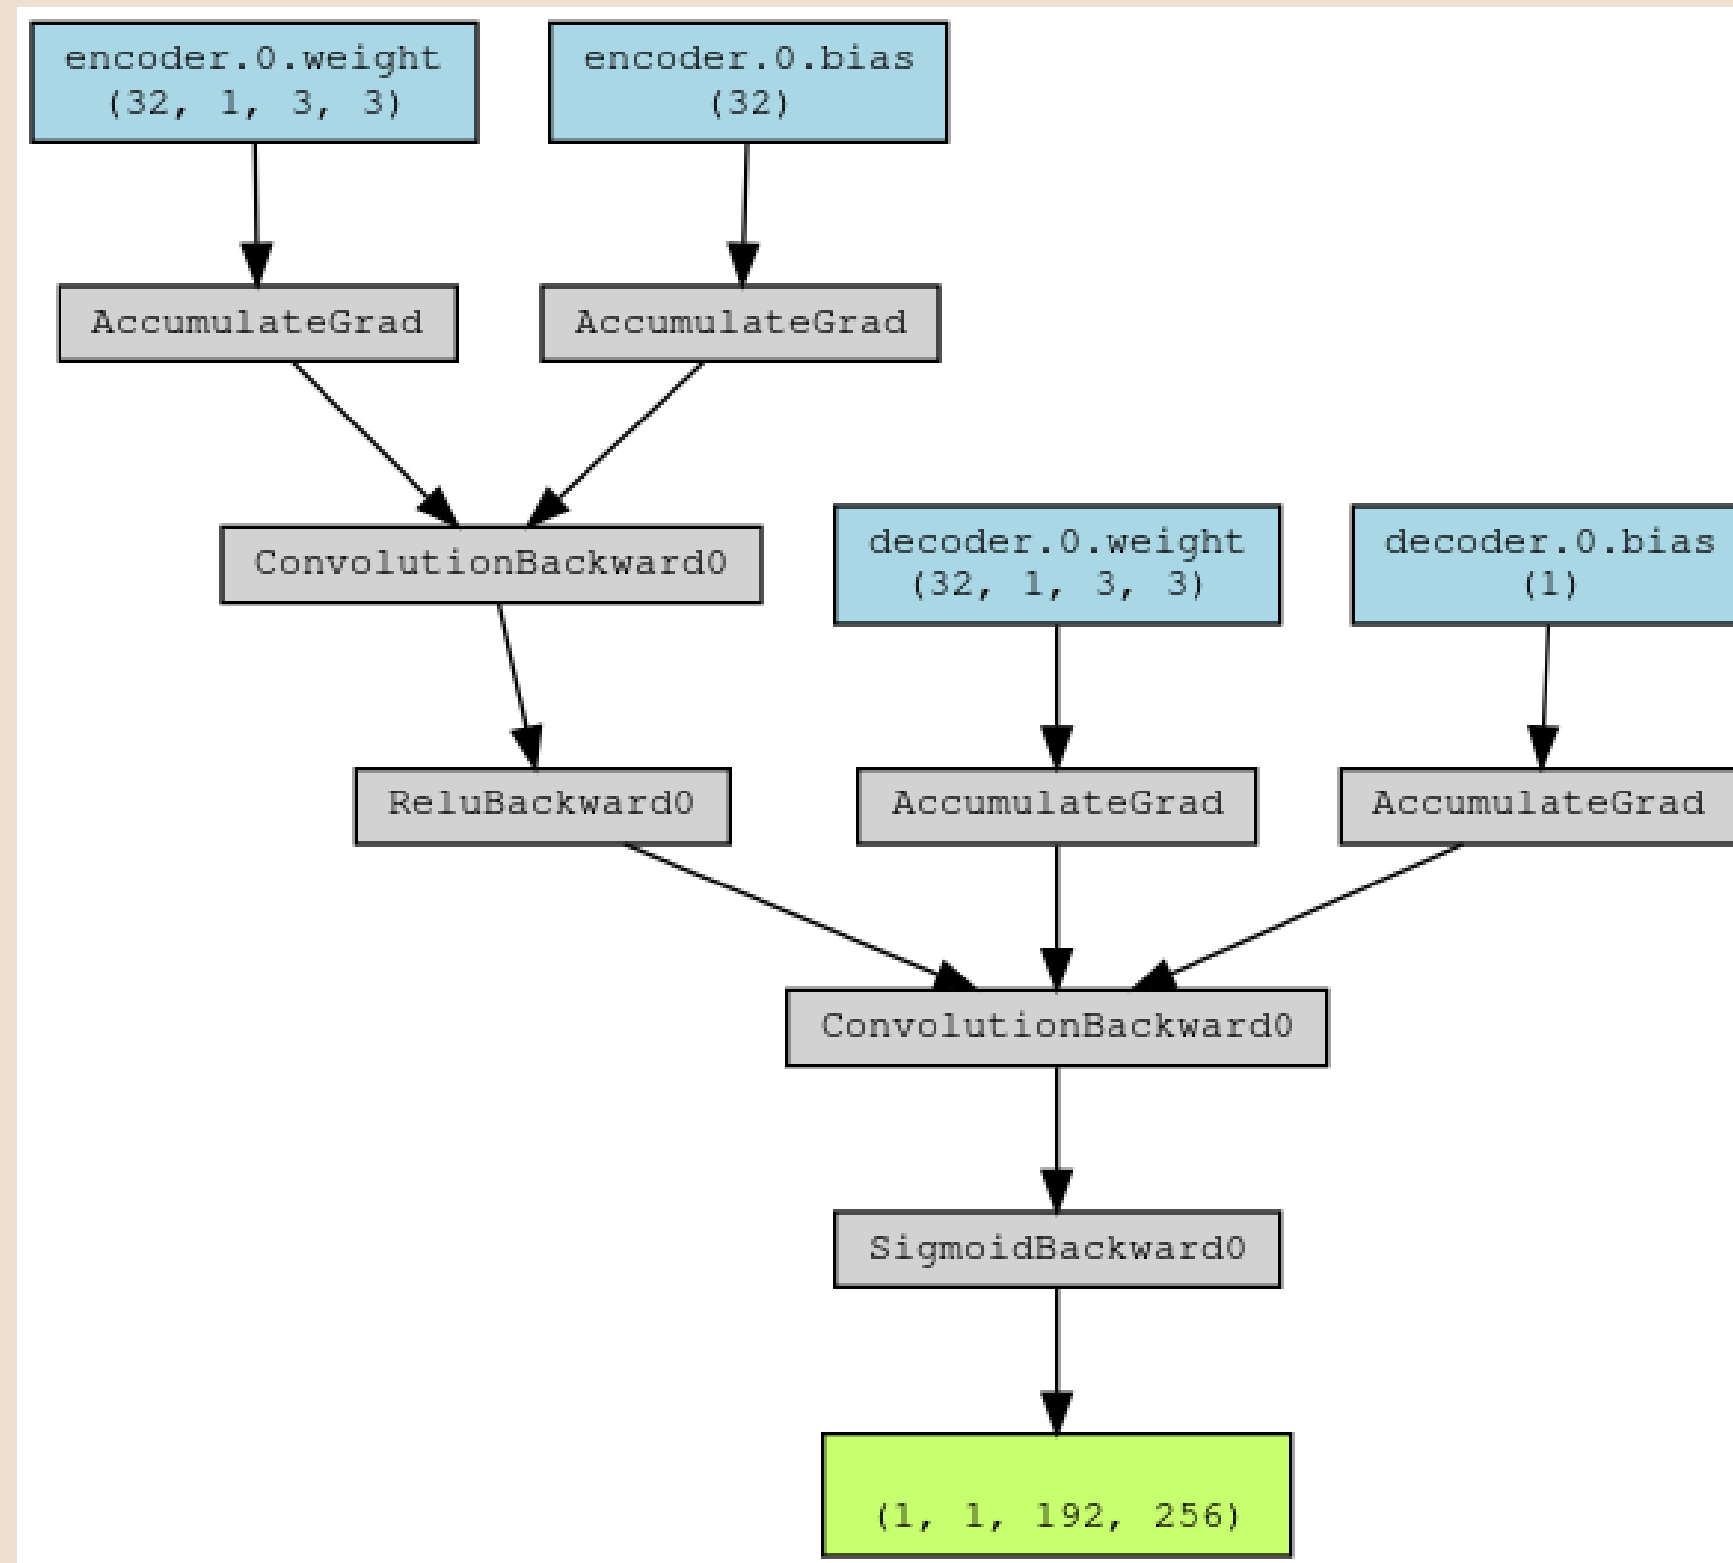 encoder.0.weight
(32, 1, 3, 3)
encoder.0.bias
(32)
AccumulateGrad
AccumulateGrad
ConvolutionBackward0
decoder.0.weight
(32, 1, 3, 3)
decoder.0.bias
(1)
ReluBackward0
AccumulateGrad
AccumulateGrad
ConvolutionBackward0
SigmoidBackward0
(1, 1, 192, 256)